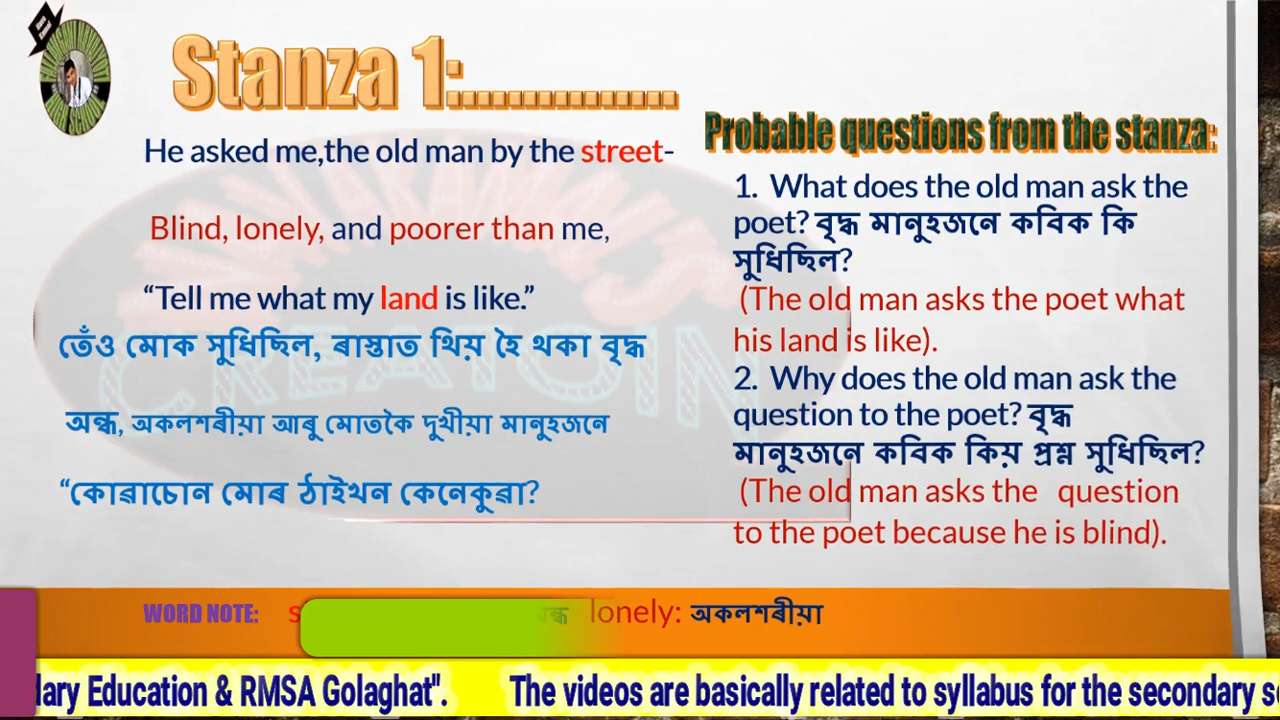 Stanza 1:..............
He asked me,the old man by the street-
Blind, lonely, and poorer than me,
“Tell me what my land is like.”
তেঁও মোক সুধিছিল, ৰাস্তাত থিয় হৈ থকা বৃদ্ধ
অন্ধ, অকলশৰীয়া আৰু মোতকৈ দুখীয়া মানুহজনে
“কোৱাচোন মোৰ ঠাইখন কেনেকুৱা?
Probable questions from the stanza:
1. What does the old man ask the
poet? বৃদ্ধ মানুহজনে কবিক কি
সুধিছিল?
(The old man asks the poet what
his land is like).
2. Why does the old man ask the
question to the poet? বৃদ্ধ
মানুহজনে কবিক কিয় প্ৰশ্ন সুধিছিল?
(The old man asks the question
to the poet because he is blind).
WORD NOTE: s অন্ধ lonely: অকলশৰীয়া
dary Education & RMSA Golaghat". The videos are basically related to syllabus for the secondary s